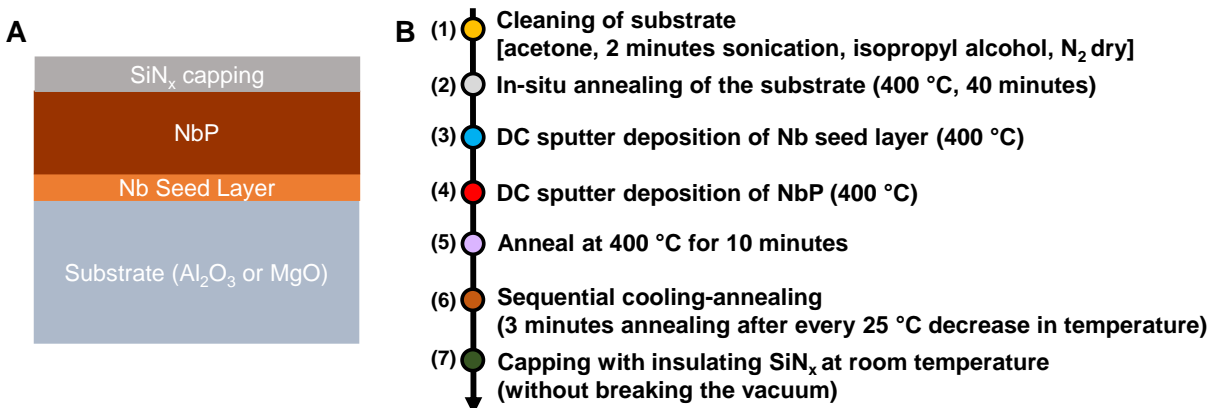 A
SiNₓ capping
NbP
Nb Seed Layer
Substrate (Al₂O₃ or MgO)
B
(1) Cleaning of substrate
[acetone, 2 minutes sonication, isopropyl alcohol, N₂ dry]
(2) In-situ annealing of the substrate (400 °C, 40 minutes)
(3) DC sputter deposition of Nb seed layer (400 °C)
(4) DC sputter deposition of NbP (400 °C)
(5) Anneal at 400 °C for 10 minutes
(6) Sequential cooling-annealing
(3 minutes annealing after every 25 °C decrease in temperature)
(7) Capping with insulating SiNₓ at room temperature
(without breaking the vacuum)